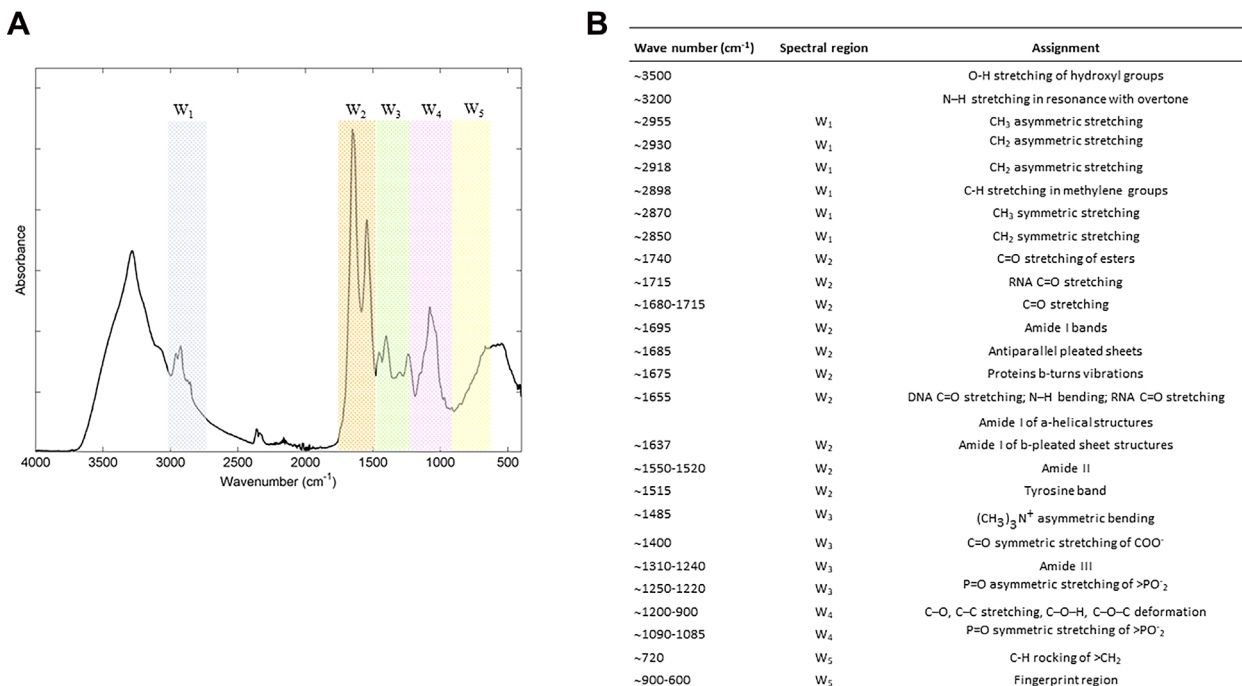 A
W₁
W₂ W₃ W₄ W₅
Absorbance
4000 3500 3000 2500 2000 1500 1000 500
Wavenumber (cm⁻¹)
B
Wave number (cm⁻¹) Spectral region Assignment
~3500 O-H stretching of hydroxyl groups
~3200 N–H stretching in resonance with overtone
~2955 W₁ CH₃ asymmetric stretching
~2930 W₁ CH₂ asymmetric stretching
~2918 W₁ CH₂ asymmetric stretching
~2898 W₁ C-H stretching in methylene groups
~2870 W₁ CH₃ symmetric stretching
~2850 W₁ CH₂ symmetric stretching
~1740 W₂ C=O stretching of esters
~1715 W₂ RNA C=O stretching
~1680-1715 W₂ C=O stretching
~1695 W₂ Amide I bands
~1685 W₂ Antiparallel pleated sheets
~1675 W₂ Proteins b-turns vibrations
~1655 W₂ DNA C=O stretching; N–H bending; RNA C=O stretching
Amide I of a-helical structures
~1637 W₂ Amide I of b-pleated sheet structures
~1550-1520 W₂ Amide II
~1515 W₂ Tyrosine band
~1485 W₃ (CH₃)₃N⁺ asymmetric bending
~1400 W₃ C=O symmetric stretching of COO⁻
~1310-1240 W₃ Amide III
~1250-1220 W₃ P=O asymmetric stretching of >PO⁻₂
~1200-900 W₄ C–O, C–C stretching, C–O–H, C–O–C deformation
~1090-1085 W₄ P=O symmetric stretching of >PO⁻₂
~720 W₅ C-H rocking of >CH₂
~900-600 W₅ Fingerprint region